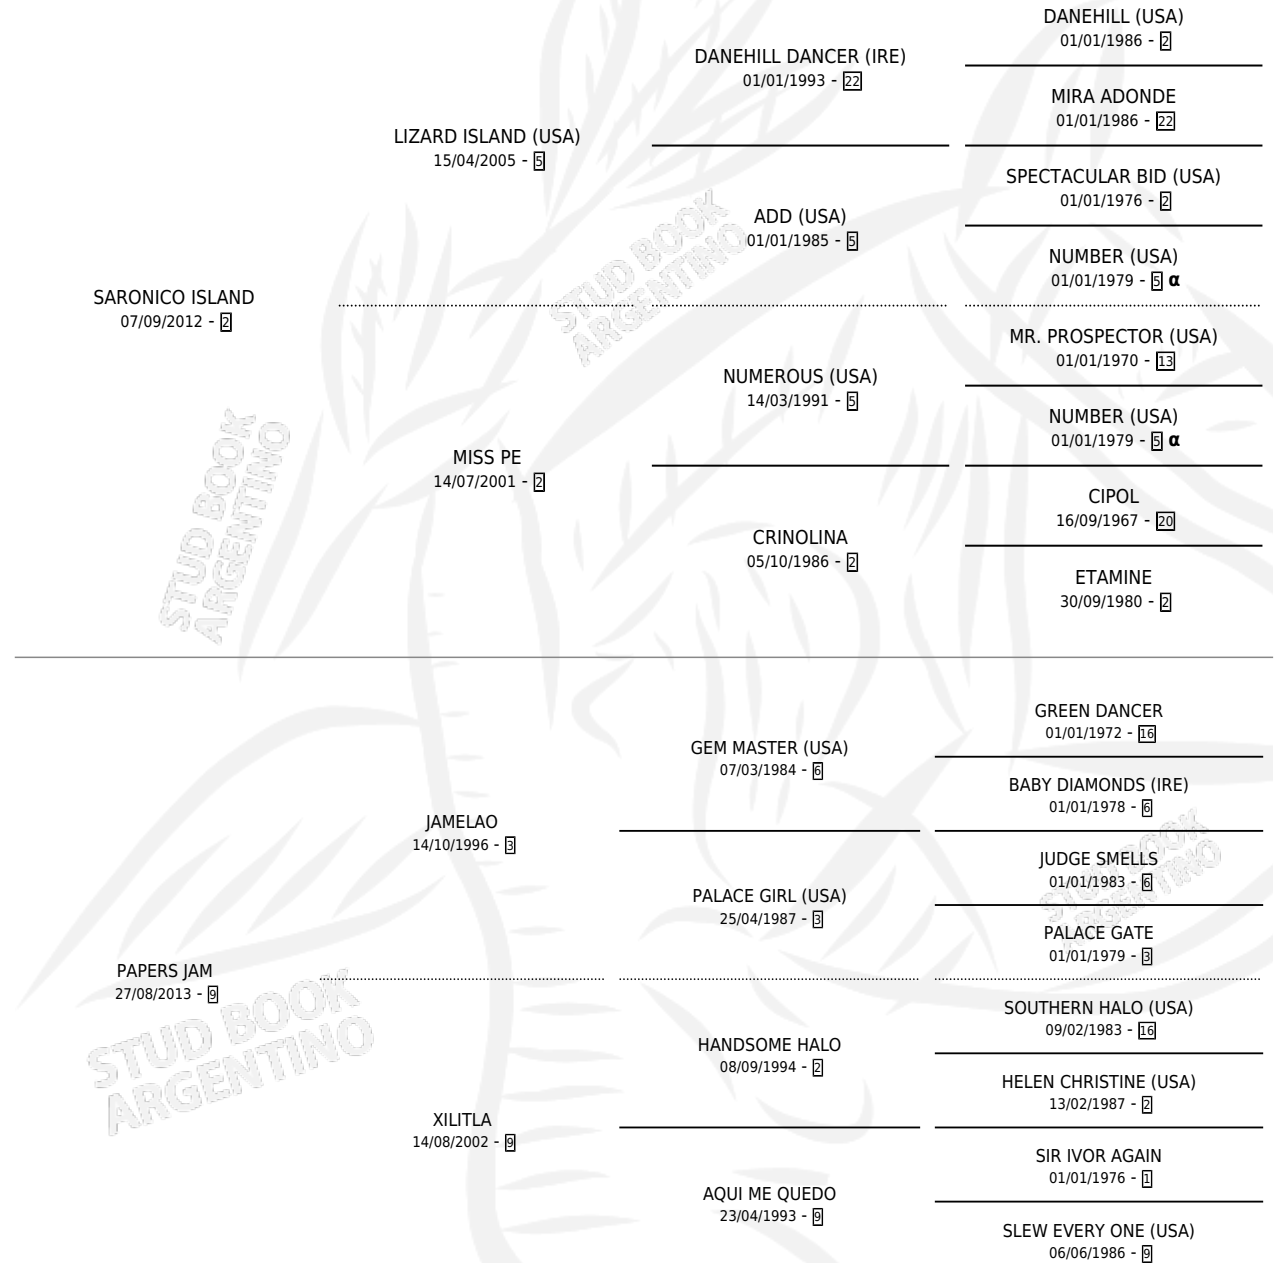 DANEHILL (USA)
01/01/1986 - 2
DANEHILL DANCER (IRE)
01/01/1993 - 22
MIRA ADONDE
01/01/1986 - 22
LIZARD ISLAND (USA)
15/04/2005 - 5
SPECTACULAR BID (USA)
01/01/1976 - 2
ADD (USA)
01/01/1985 - 5
NUMBER (USA)
01/01/1979 - 5 α
SARONICO ISLAND
07/09/2012 - 2
MR. PROSPECTOR (USA)
01/01/1970 - 13
NUMEROUS (USA)
14/03/1991 - 5
NUMBER (USA)
01/01/1979 - 5 α
MISS PE
14/07/2001 - 2
CIPOL
16/09/1967 - 20
CRINOLINA
05/10/1986 - 2
ETAMINE
30/09/1980 - 2
GREEN DANCER
01/01/1972 - 16
GEM MASTER (USA)
07/03/1984 - 6
BABY DIAMONDS (IRE)
01/01/1978 - 6
JAMELAO
14/10/1996 - 3
JUDGE SMELLS
01/01/1983 - 6
PALACE GIRL (USA)
25/04/1987 - 3
PALACE GATE
01/01/1979 - 3
PAPERS JAM
27/08/2013 - 9
SOUTHERN HALO (USA)
09/02/1983 - 16
HANDSOME HALO
08/09/1994 - 2
HELEN CHRISTINE (USA)
13/02/1987 - 2
XILITLA
14/08/2002 - 9
SIR IVOR AGAIN
01/01/1976 - 1
AQUI ME QUEDO
23/04/1993 - 9
SLEW EVERY ONE (USA)
06/06/1986 - 9
STUD BOOK
ARGENTINO
STUD BOOK
ARGENTINO
STUD BOOK
ARGENTINO
STUD BOOK
ARGENTINO